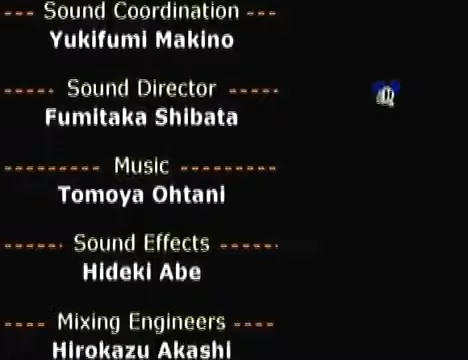 ---- Sound Coordination ---
Yukifumi Makino
----- Sound Director -----
Fumitaka Shibata
--------- Music ---------
Tomoya Ohtani
------ Sound Effects ------
Hideki Abe
---- Mixing Engineers ----
Hirokazu Akashi